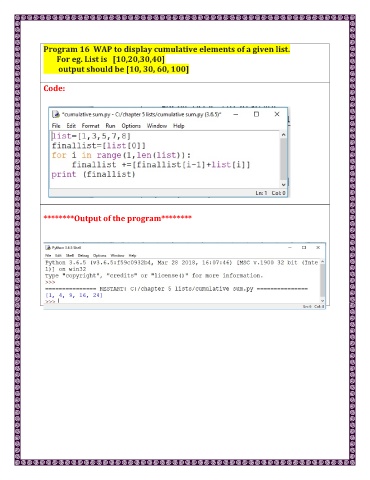 Program 16 WAP to display cumulative elements of a given list.
For eg. List is [10,20,30,40]
output should be [10, 30, 60, 100]
Code:
*cumulative sum.py - C:/chapter 5 lists/cumulative sum.py (3.6.5)*
File Edit Format Run Options Window Help
list=[1,3,5,7,8]
finallist=[list[0]]
for i in range(1,len(list)):
finallist +=[finallist[i-1]+list[i]]
print (finallist)
Ln: 1 Col: 0
********Output of the program********
Python 3.6.5 Shell
File Edit Shell Debug Options Window Help
Python 3.6.5 (v3.6.5:f59c0932b4, Mar 28 2018, 16:07:46) [MSC v.1900 32 bit (Inte
l)] on win32
Type "copyright", "credits" or "license()" for more information.
>>>
=============== RESTART: C:/chapter 5 lists/cumulative sum.py ===============
[1, 4, 9, 16, 24]
>>>
Ln: 6 Col: 4